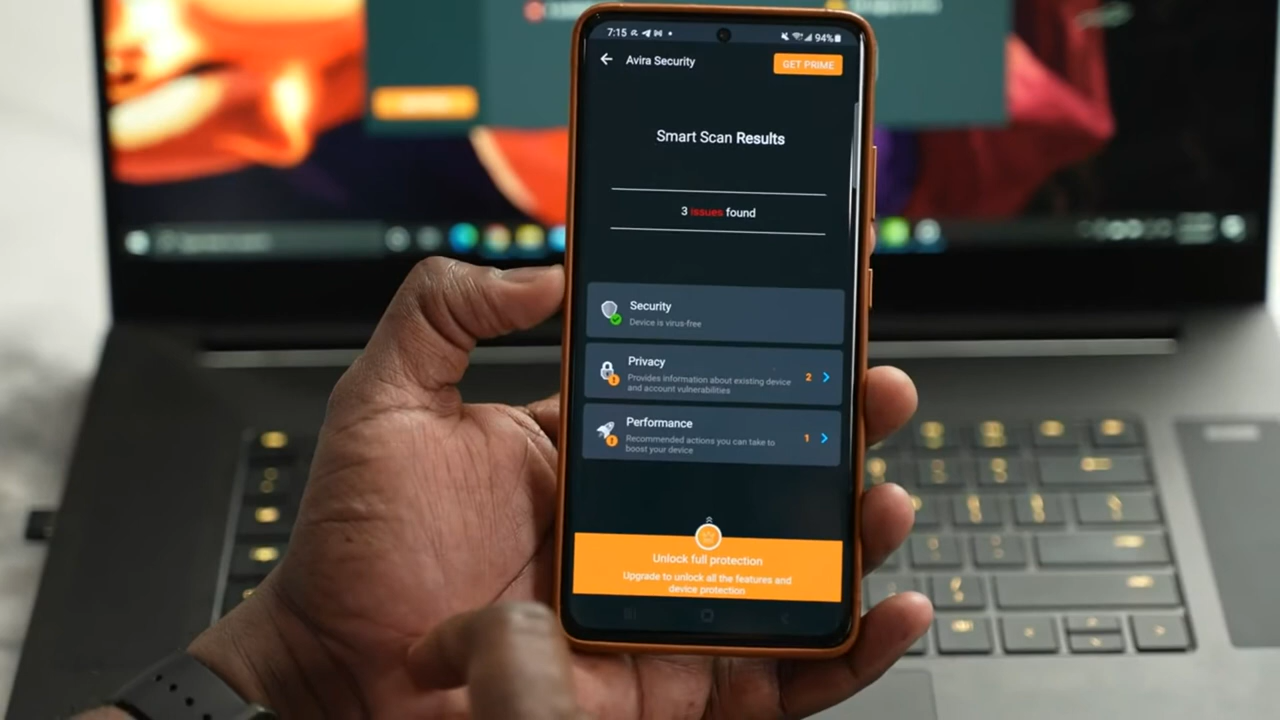 7:15
94%
Avira Security
GET PRIME
Smart Scan Results
3 issues found
Security
Device is virus-free
Privacy
Provides information about existing device
and account vulnerabilities
2
Performance
Recommended actions you can take to
boost your device
1
Unlock full protection
Upgrade to unlock all the features and
device protection